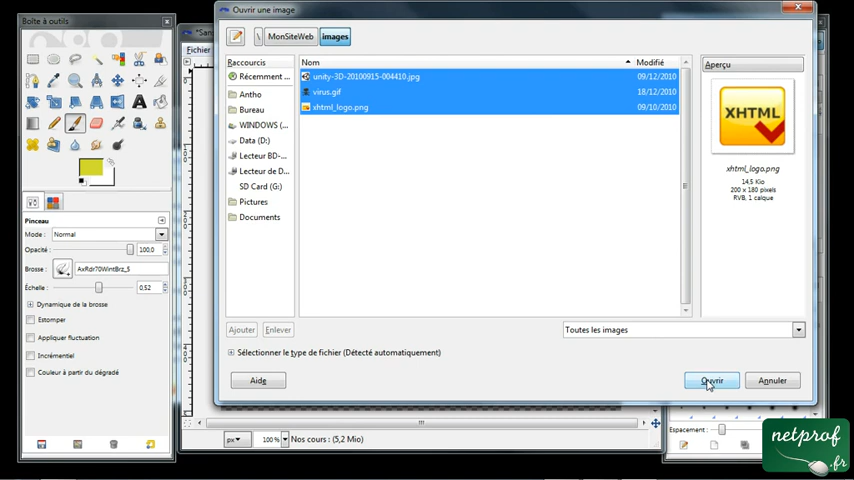 Boîte à outils
Pinceau
Mode :
Normal
Opacité :
100,0
Brosse :
AxRdr70WintBrz_5
Échelle :
0,52
Dynamique de la brosse
Estomper
Appliquer fluctuation
Incrémentiel
Couleur à partir du dégradé
*Sans
Fichier
Ouvrir une image
\
MonSiteWeb
images
Raccourcis
Récemment ...
Antho
Bureau
WINDOWS (...
Data (D:)
Lecteur BD-...
Lecteur de D...
SD Card (G:)
Pictures
Documents
Nom
Modifié
unity-3D-20100915-004410.jpg
09/12/2010
virus.gif
18/12/2010
xhtml_logo.png
09/10/2010
Aperçu
XHTML
xhtml_logo.png
14,5 Kio
200 x 180 pixels
RVB, 1 calque
Ajouter
Enlever
Toutes les images
Sélectionner le type de fichier (Détecté automatiquement)
Aide
Ouvrir
Annuler
px
100 %
Nos cours : (5,2 Mio)
Espacement :
netprof
.fr